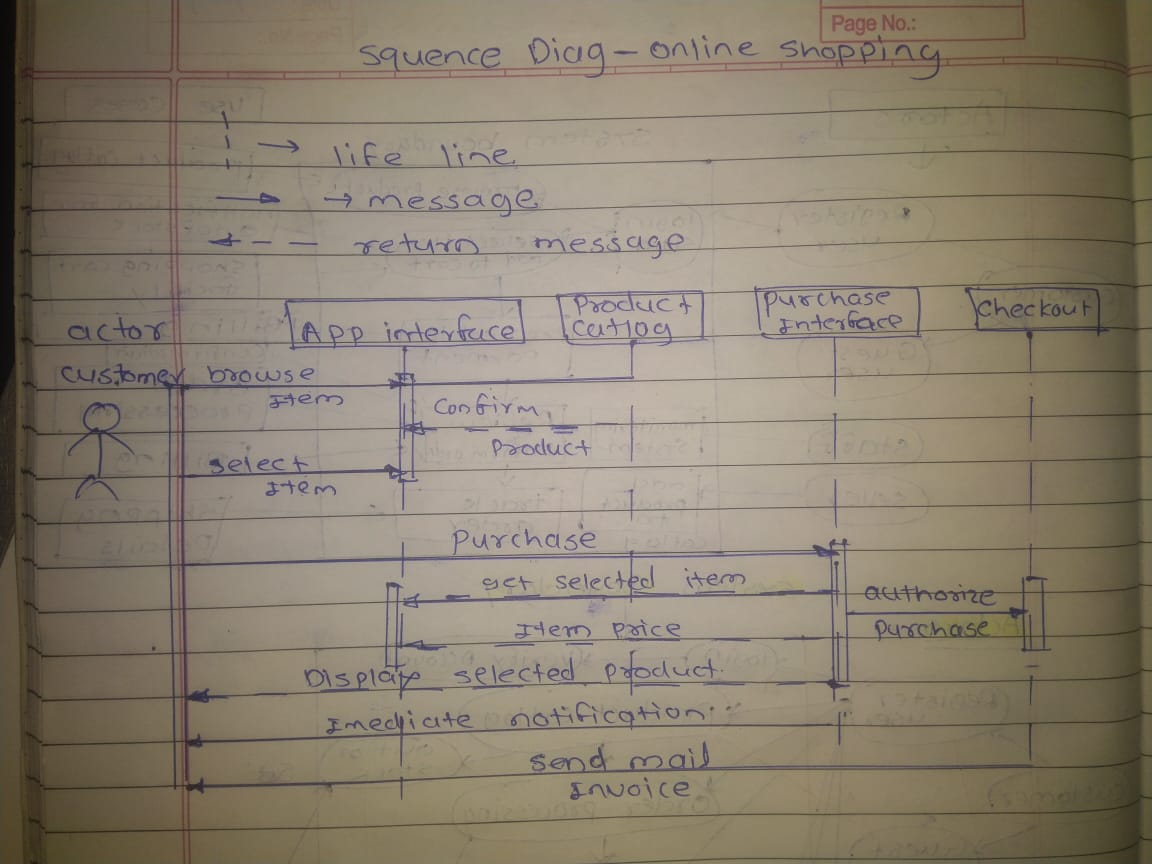 Page No.:
Squence Diag - online shopping
→ life line
→ message
return message
actor
APP interface
Product
Catlog
Purchase
Interface
Checkout
customer
browse
Item
Confirm
Product
select
Item
Purchase
get selected item
authorize
Purchase
Item Price
Display selected product
Imediate notification
send mail
Invoice